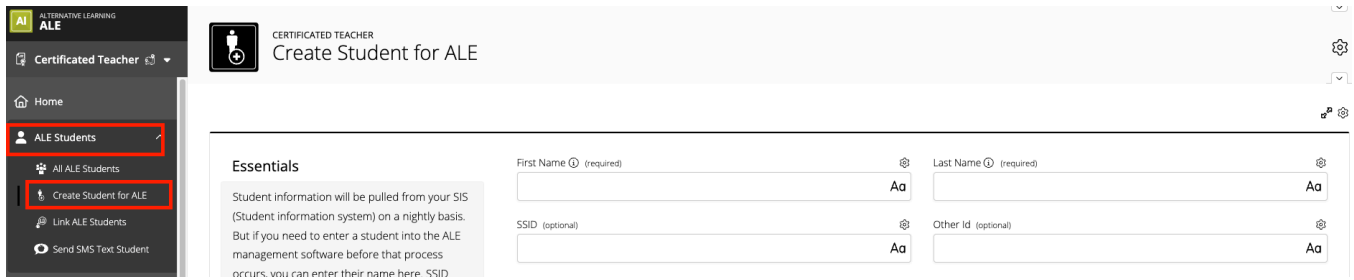 AI
ALTERNATIVE LEARNING
ALE
Certificated Teacher
Home
ALE Students
All ALE Students
Create Student for ALE
Link ALE Students
Send SMS Text Student
CERTIFICATED TEACHER
Create Student for ALE
Essentials
Student information will be pulled from your SIS
(Student information system) on a nightly basis.
But if you need to enter a student into the ALE
management software before that process
occurs, you can enter their name here. SSID
First Name (required)
Aa
Last Name (required)
Aa
SSID (optional)
Aa
Other Id (optional)
Aa